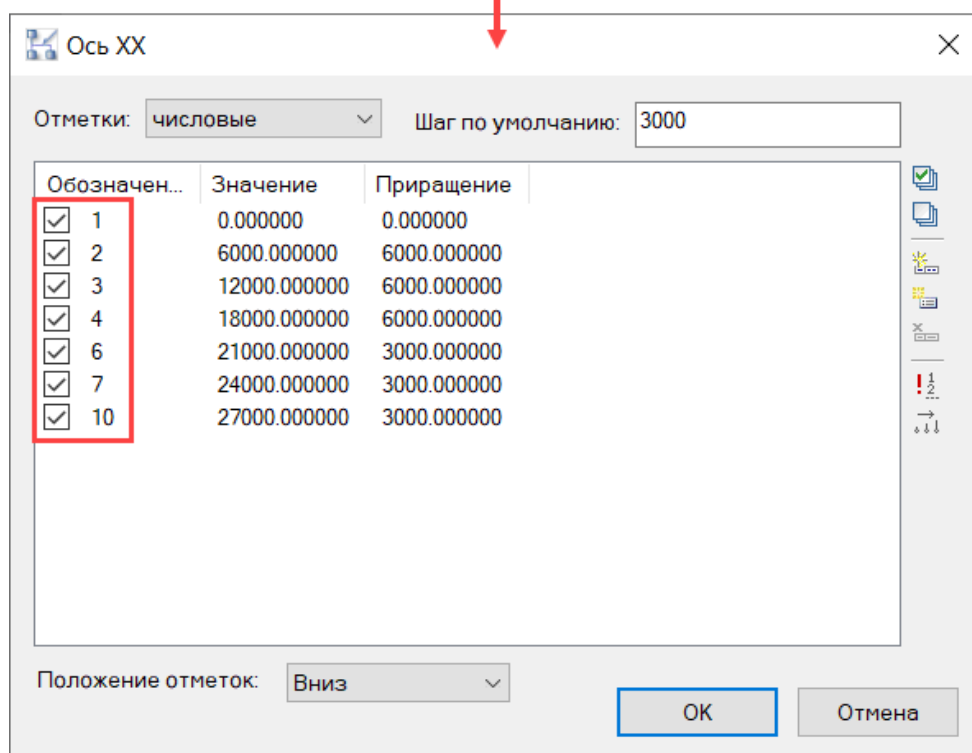 Ось XX
Отметки: числовые Шаг по умолчанию: 3000
Обозначен... Значение Приращение
1 0.000000 0.000000
2 6000.000000 6000.000000
3 12000.000000 6000.000000
4 18000.000000 6000.000000
6 21000.000000 3000.000000
7 24000.000000 3000.000000
10 27000.000000 3000.000000
Положение отметок: Вниз
OK Отмена